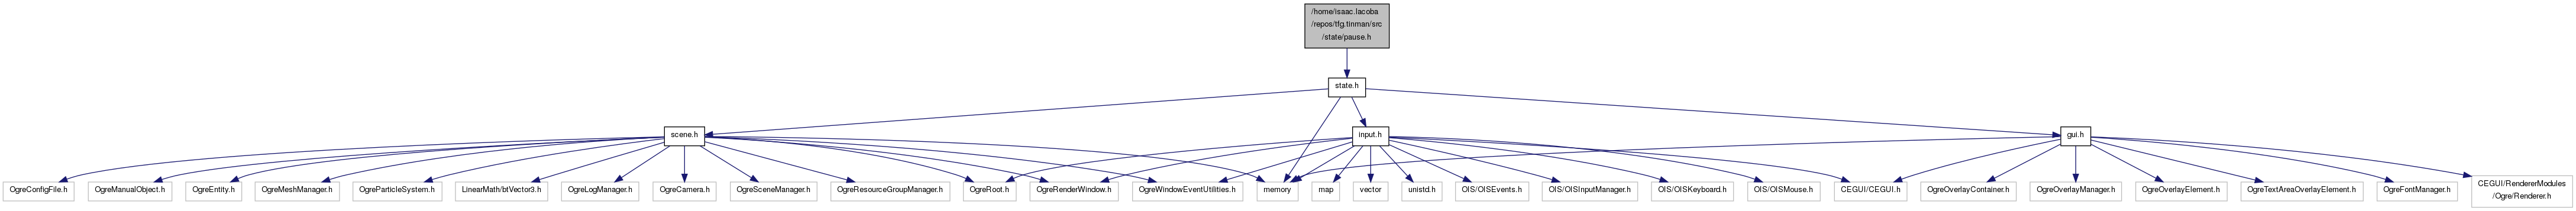 /home/isaac.lacoba
/repos/tfg.tinman/src
/state/pause.h
state.h
scene.h
input.h
gui.h
OgreConfigFile.h
OgreManualObject.h
OgreEntity.h
OgreMeshManager.h
OgreParticleSystem.h
LinearMath/btVector3.h
OgreLogManager.h
OgreCamera.h
OgreSceneManager.h
OgreResourceGroupManager.h
OgreRoot.h
OgreRenderWindow.h
OgreWindowEventUtilities.h
memory
map
vector
unistd.h
OIS/OISEvents.h
OIS/OISInputManager.h
OIS/OISKeyboard.h
OIS/OISMouse.h
CEGUI/CEGUI.h
OgreOverlayContainer.h
OgreOverlayManager.h
OgreOverlayElement.h
OgreTextAreaOverlayElement.h
OgreFontManager.h
CEGUI/RendererModules
/Ogre/Renderer.h